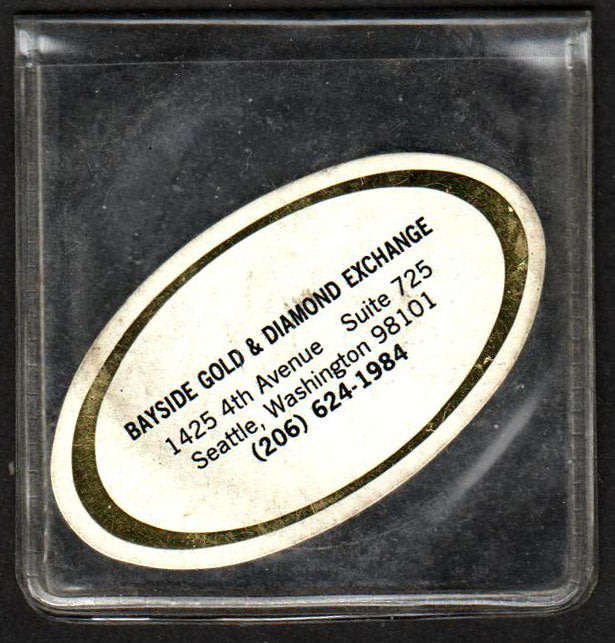 BAYSIDE GOLD & DIAMOND EXCHANGE
1425 4th Avenue Suite 725
Seattle, Washington 98101
(206) 624-1984